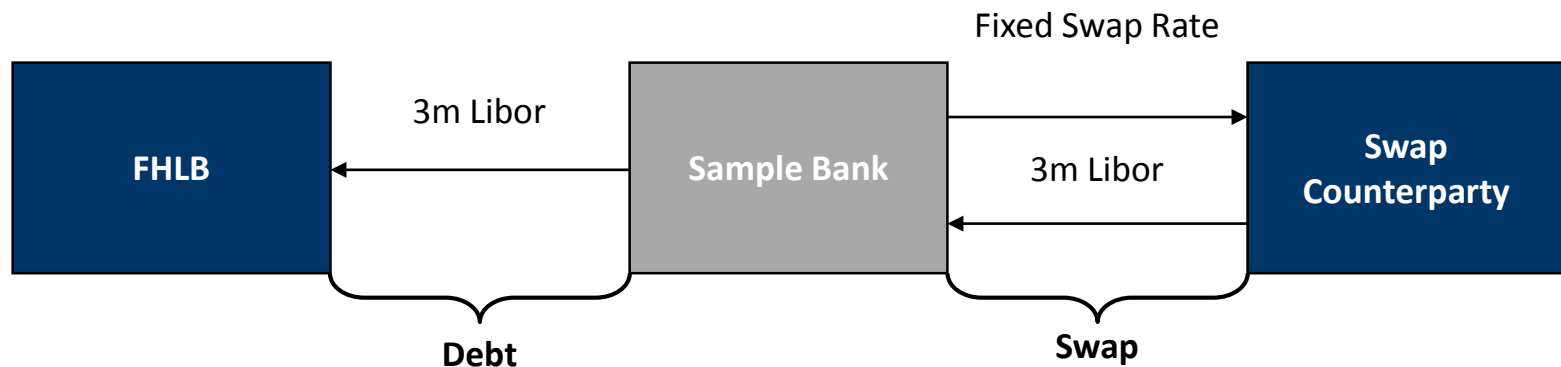 Fixed Swap Rate
3m Libor
FHLB
Sample Bank
3m Libor
Swap
Counterparty
Debt
Swap